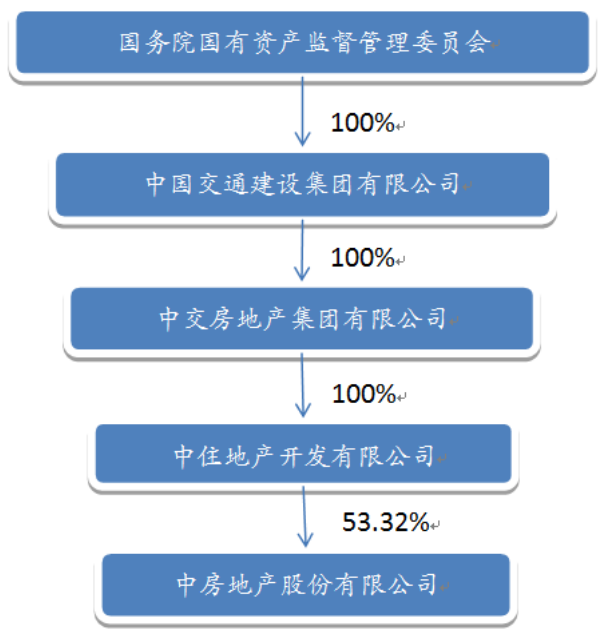 国务院国有资产监督管理委员会
100%
中国交通建设集团有限公司
100%
中交房地产集团有限公司
100%
中住地产开发有限公司
53.32%
中房地产股份有限公司